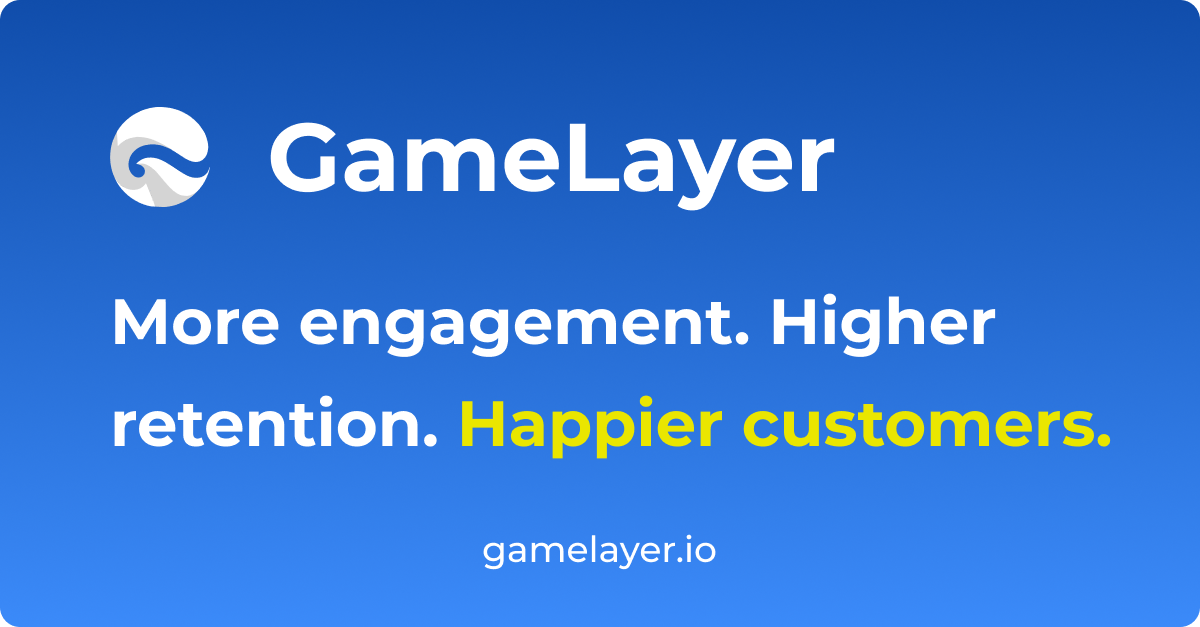 GameLayer
More engagement. Higher
retention. Happier customers.
gamelayer.io